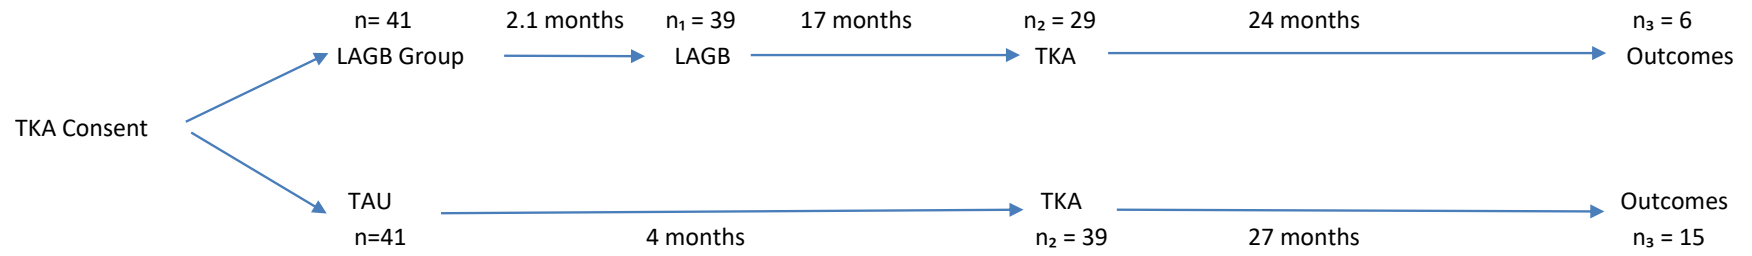 n= 41 2.1 months n₁ = 39 17 months n₂ = 29 24 months n₃ = 6
LAGB Group LAGB TKA Outcomes
TKA Consent
TAU TKA Outcomes
n=41 4 months n₂ = 39 27 months n₃ = 15